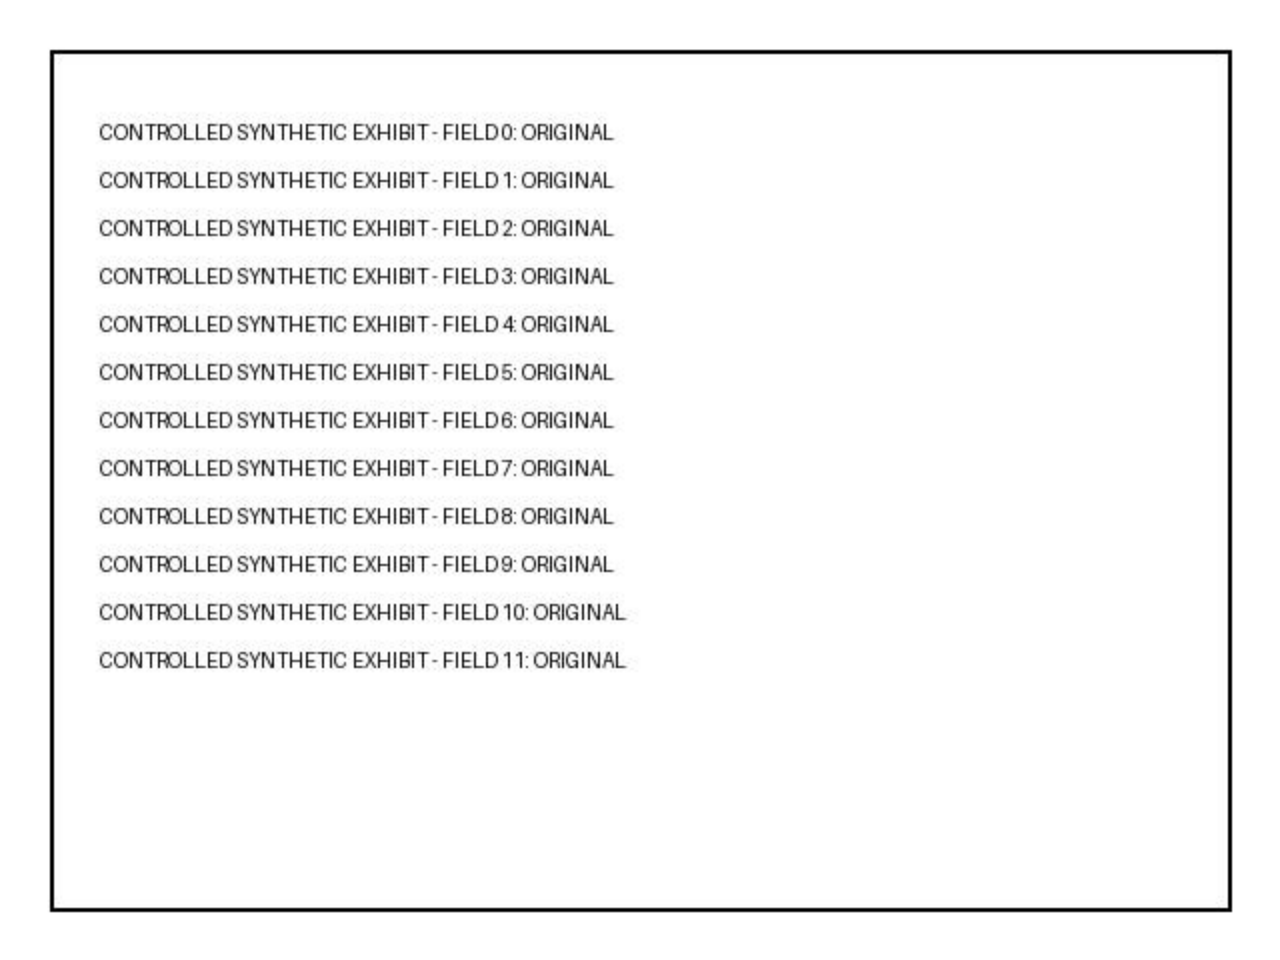 CONTROLLED SYNTHETIC EXHIBIT - FIELD 0: ORIGINAL
CONTROLLED SYNTHETIC EXHIBIT - FIELD 1: ORIGINAL
CONTROLLED SYNTHETIC EXHIBIT - FIELD 2: ORIGINAL
CONTROLLED SYNTHETIC EXHIBIT - FIELD 3: ORIGINAL
CONTROLLED SYNTHETIC EXHIBIT - FIELD 4: ORIGINAL
CONTROLLED SYNTHETIC EXHIBIT - FIELD 5: ORIGINAL
CONTROLLED SYNTHETIC EXHIBIT - FIELD 6: ORIGINAL
CONTROLLED SYNTHETIC EXHIBIT - FIELD 7: ORIGINAL
CONTROLLED SYNTHETIC EXHIBIT - FIELD 8: ORIGINAL
CONTROLLED SYNTHETIC EXHIBIT - FIELD 9: ORIGINAL
CONTROLLED SYNTHETIC EXHIBIT - FIELD 10: ORIGINAL
CONTROLLED SYNTHETIC EXHIBIT - FIELD 11: ORIGINAL